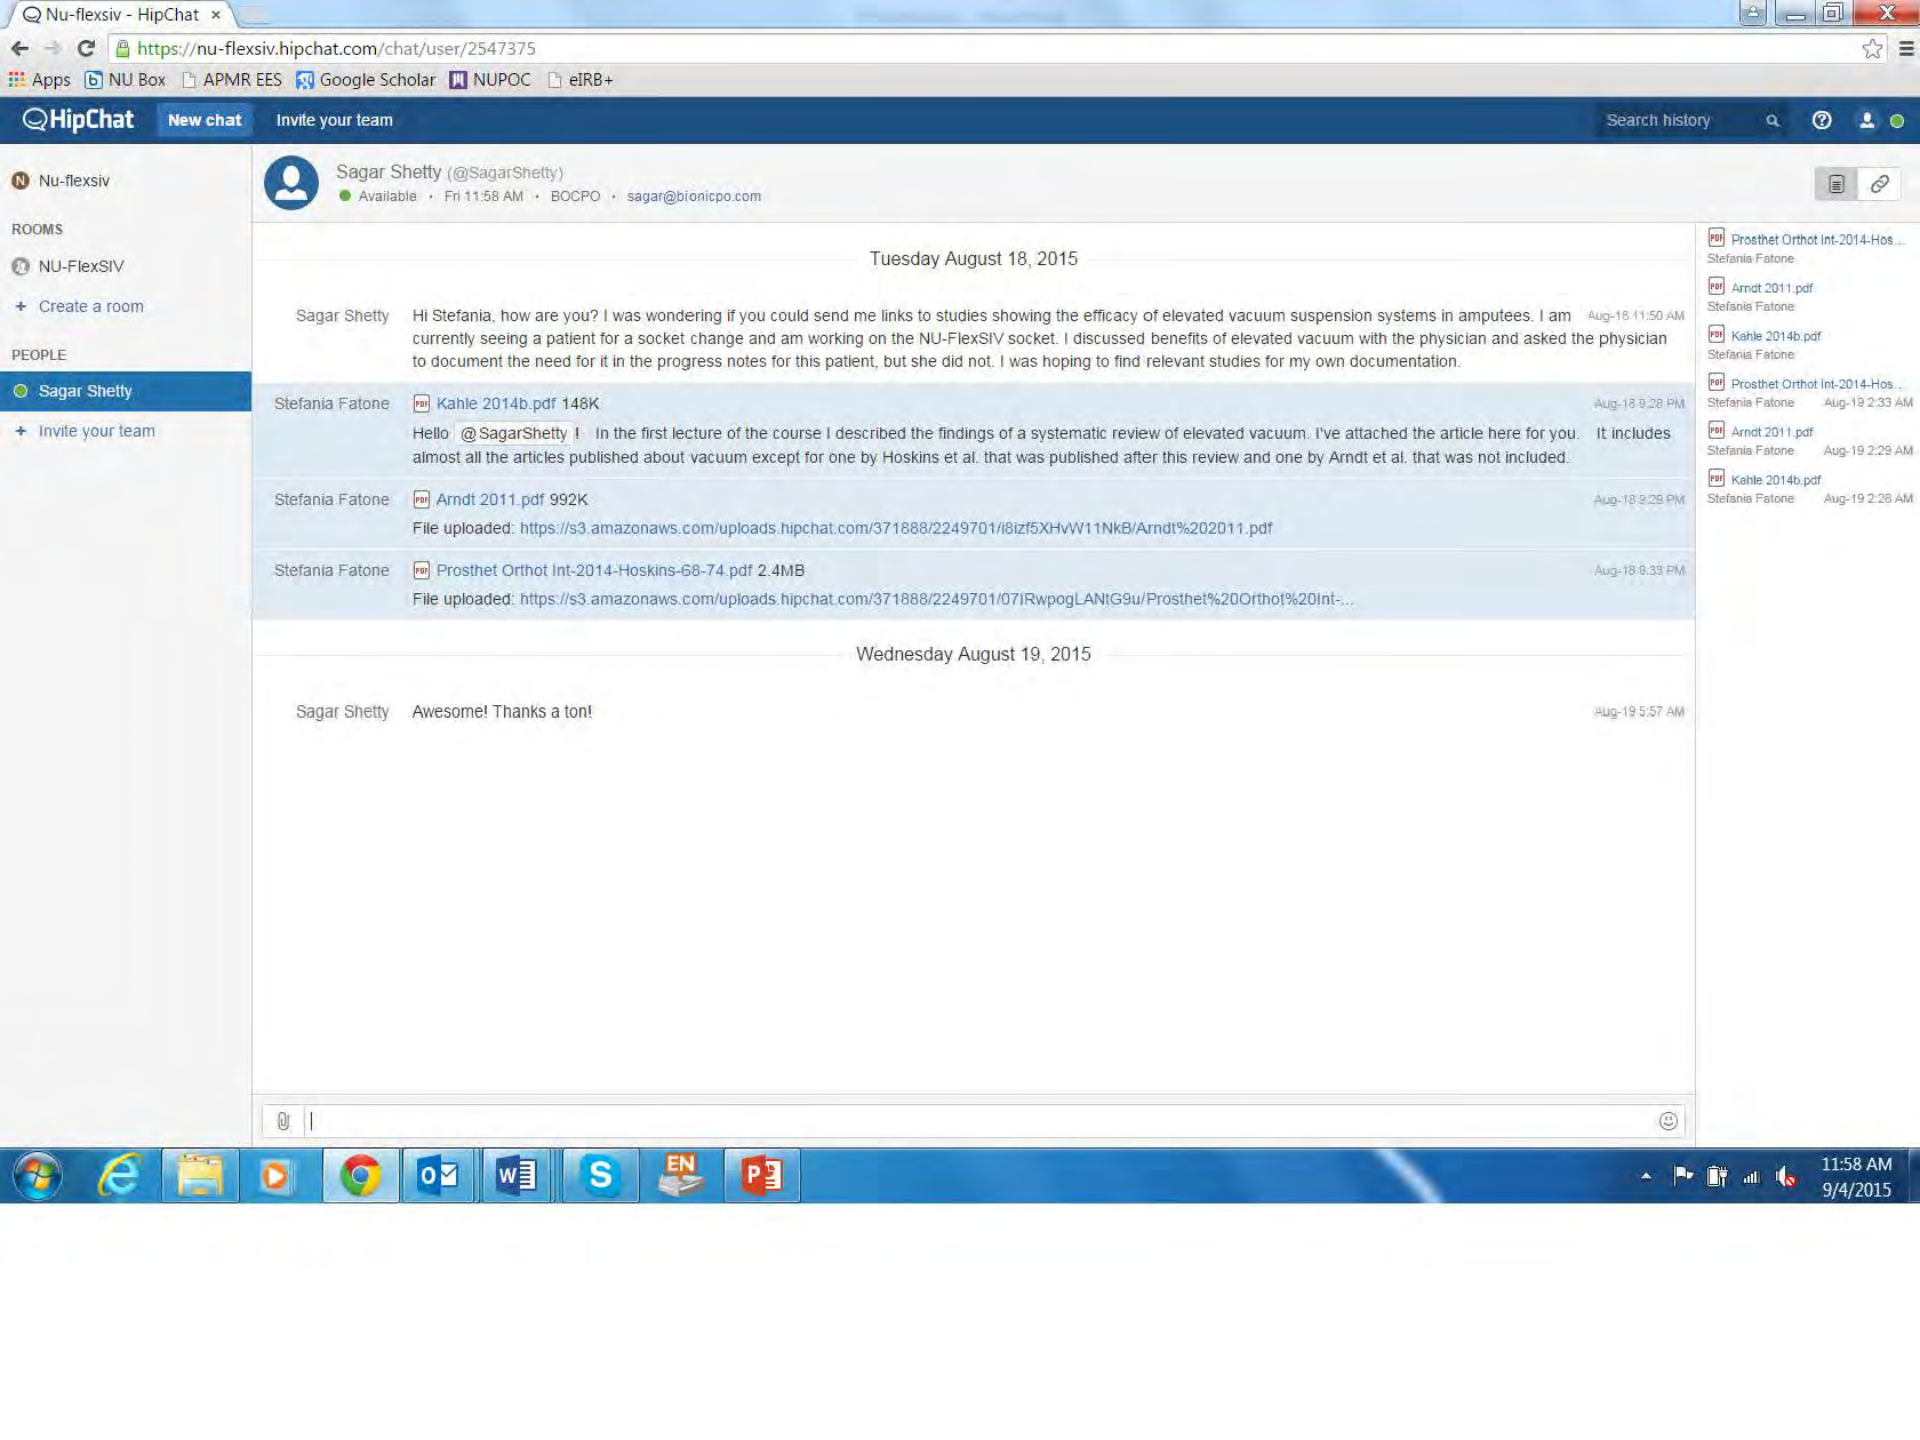 Nu-flexsiv - HipChat ×
https://nu-flexsiv.hipchat.com/chat/user/2547375
Apps NU Box APMR EES Google Scholar NUPOC eIRB+
HipChat New chat Invite your team Search history
Nu-flexsiv
ROOMS
NU-FlexSIV
+ Create a room
PEOPLE
Sagar Shetty
+ Invite your team
Sagar Shetty (@SagarShetty)
Available · Fri 11:58 AM · BOCPO · sagar@bionicpo.com
Tuesday August 18, 2015
Sagar Shetty Hi Stefania, how are you? I was wondering if you could send me links to studies showing the efficacy of elevated vacuum suspension systems in amputees. I am Aug-18 11:50 AM
currently seeing a patient for a socket change and am working on the NU-FlexSIV socket. I discussed benefits of elevated vacuum with the physician and asked the physician
to document the need for it in the progress notes for this patient, but she did not. I was hoping to find relevant studies for my own documentation.
Stefania Fatone PDF Kahle 2014b.pdf 148K Aug-18 9:28 PM
Hello @SagarShetty ! In the first lecture of the course I described the findings of a systematic review of elevated vacuum. I've attached the article here for you. It includes
almost all the articles published about vacuum except for one by Hoskins et al. that was published after this review and one by Arndt et al. that was not included.
Stefania Fatone PDF Arndt 2011.pdf 992K Aug-18 9:29 PM
File uploaded: https://s3.amazonaws.com/uploads.hipchat.com/371888/2249701/i8izf5XHvW11NkB/Arndt%202011.pdf
Stefania Fatone PDF Prosthet Orthot Int-2014-Hoskins-68-74.pdf 2.4MB Aug-18 9:33 PM
File uploaded: https://s3.amazonaws.com/uploads.hipchat.com/371888/2249701/07IRwpogLANtG9u/Prosthet%20Orthot%20Int-...
Wednesday August 19, 2015
Sagar Shetty Awesome! Thanks a ton! Aug-19 5:57 AM
PDF Prosthet Orthot Int-2014-Hos...
Stefania Fatone
PDF Arndt 2011.pdf
Stefania Fatone
PDF Kahle 2014b.pdf
Stefania Fatone
PDF Prosthet Orthot Int-2014-Hos...
Stefania Fatone Aug-19 2:33 AM
PDF Arndt 2011.pdf
Stefania Fatone Aug-19 2:29 AM
PDF Kahle 2014b.pdf
Stefania Fatone Aug-19 2:28 AM
EN
11:58 AM
9/4/2015